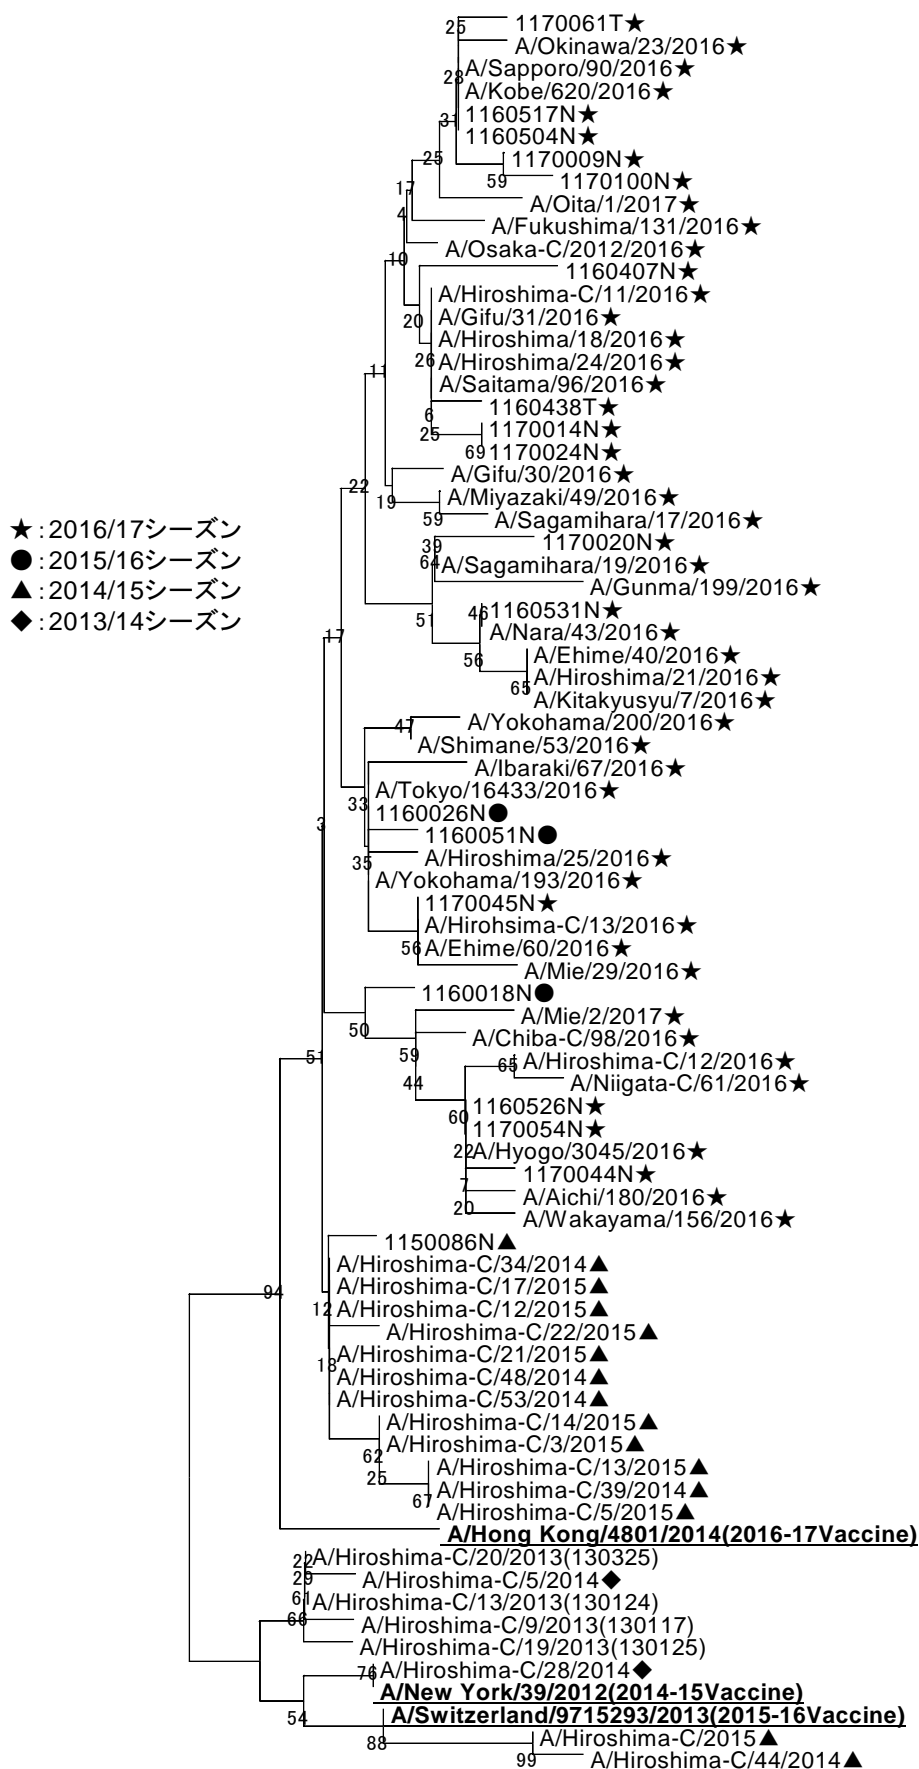 25
1170061T★
A/Okinawa/23/2016★
A/Sapporo/90/2016★
28
A/Kobe/620/2016★
1160517N★
31
1160504N★
25
1170009N★
59
1170100N★
17
A/Oita/1/2017★
4
A/Fukushima/131/2016★
A/Osaka-C/2012/2016★
10
1160407N★
A/Hiroshima-C/11/2016★
20
A/Gifu/31/2016★
A/Hiroshima/18/2016★
26
A/Hiroshima/24/2016★
11
A/Saitama/96/2016★
6
1160438T★
25
1170014N★
69
1170024N★
A/Gifu/30/2016★
22
19
A/Miyazaki/49/2016★
59
A/Sagamihara/17/2016★
★:2016/17シーズン
●:2015/16シーズン
▲:2014/15シーズン
◆:2013/14シーズン
39
1170020N★
64
A/Sagamihara/19/2016★
A/Gunma/199/2016★
51
46
1160531N★
A/Nara/43/2016★
17
56
A/Ehime/40/2016★
A/Hiroshima/21/2016★
65
A/Kitakyusyu/7/2016★
47
A/Yokohama/200/2016★
A/Shimane/53/2016★
A/Ibaraki/67/2016★
33
A/Tokyo/16433/2016★
1160026N●
3
1160051N●
35
A/Hiroshima/25/2016★
A/Yokohama/193/2016★
1170045N★
A/Hirohsima-C/13/2016★
56
A/Ehime/60/2016★
A/Mie/29/2016★
1160018N●
50
A/Mie/2/2017★
A/Chiba-C/98/2016★
51
59
65
A/Hiroshima-C/12/2016★
44
A/Niigata-C/61/2016★
60
1160526N★
1170054N★
22
A/Hyogo/3045/2016★
7
1170044N★
A/Aichi/180/2016★
20
A/Wakayama/156/2016★
1150086N▲
A/Hiroshima-C/34/2014▲
94
A/Hiroshima-C/17/2015▲
12
A/Hiroshima-C/12/2015▲
A/Hiroshima-C/22/2015▲
18
A/Hiroshima-C/21/2015▲
A/Hiroshima-C/48/2014▲
A/Hiroshima-C/53/2014▲
A/Hiroshima-C/14/2015▲
62
A/Hiroshima-C/3/2015▲
25
A/Hiroshima-C/13/2015▲
67
A/Hiroshima-C/39/2014▲
A/Hiroshima-C/5/2015▲
A/Hong Kong/4801/2014(2016-17Vaccine)
22
A/Hiroshima-C/20/2013(130325)
29
A/Hiroshima-C/5/2014◆
61
A/Hiroshima-C/13/2013(130124)
66
A/Hiroshima-C/9/2013(130117)
A/Hiroshima-C/19/2013(130125)
76
A/Hiroshima-C/28/2014◆
A/New York/39/2012(2014-15Vaccine)
54
A/Switzerland/9715293/2013(2015-16Vaccine)
88
A/Hiroshima-C/2015▲
99
A/Hiroshima-C/44/2014▲